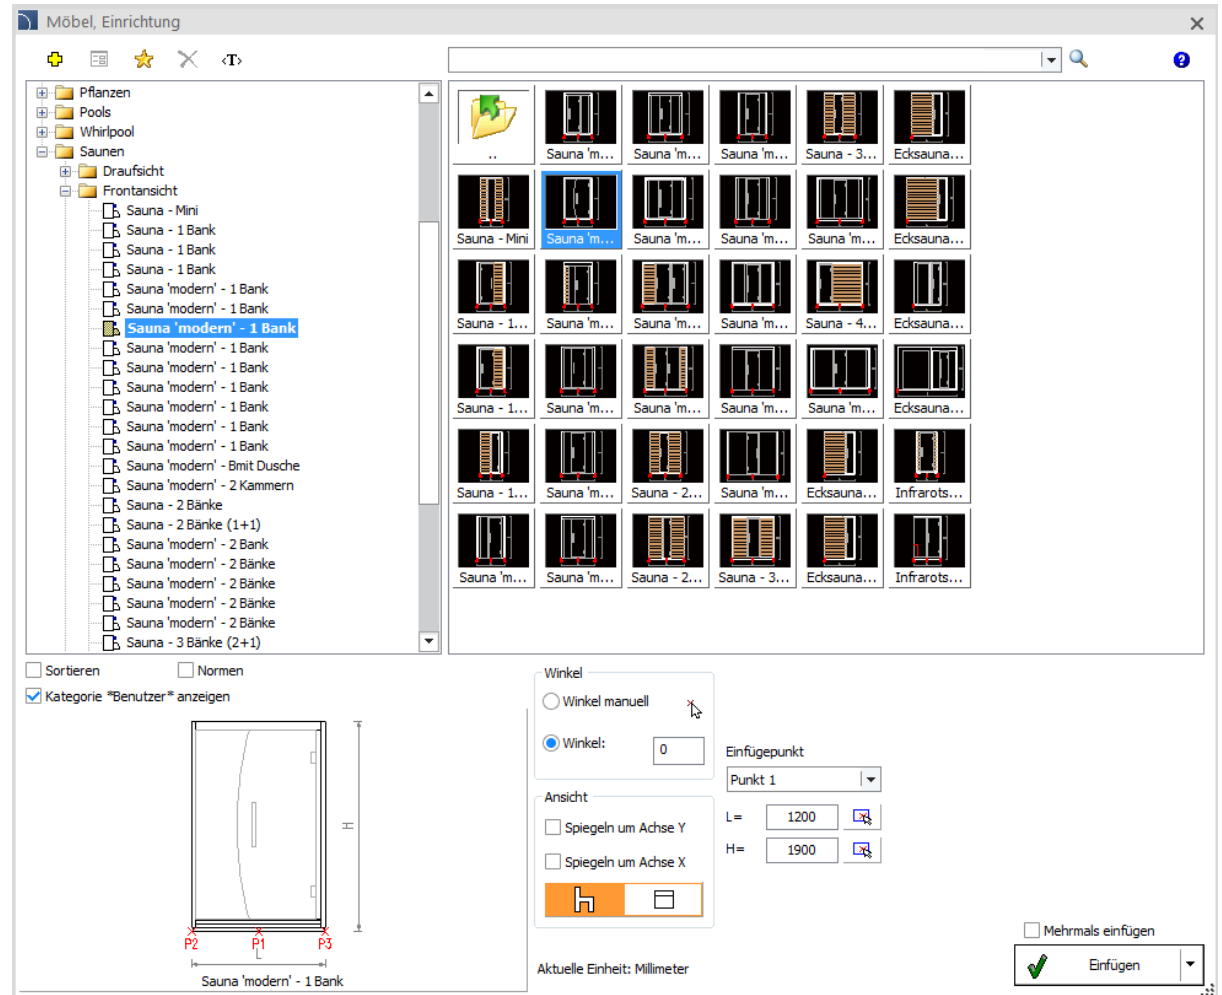 Möbel, Einrichtung
‹T›
?
Pflanzen
Pools
Whirlpool
Saunen
Draufsicht
Frontansicht
Sauna - Mini
Sauna - 1 Bank
Sauna - 1 Bank
Sauna - 1 Bank
Sauna 'modern' - 1 Bank
Sauna 'modern' - 1 Bank
Sauna 'modern' - 1 Bank
Sauna 'modern' - 1 Bank
Sauna 'modern' - 1 Bank
Sauna 'modern' - 1 Bank
Sauna 'modern' - 1 Bank
Sauna 'modern' - 1 Bank
Sauna 'modern' - 1 Bank
Sauna 'modern' - Bmit Dusche
Sauna 'modern' - 2 Kammern
Sauna - 2 Bänke
Sauna - 2 Bänke (1+1)
Sauna 'modern' - 2 Bank
Sauna 'modern' - 2 Bänke
Sauna 'modern' - 2 Bänke
Sauna 'modern' - 2 Bänke
Sauna 'modern' - 2 Bänke
Sauna - 3 Bänke (2+1)
.. Sauna 'm... Sauna 'm... Sauna 'm... Sauna - 3... Ecksauna...
Sauna - Mini Sauna 'm... Sauna 'm... Sauna 'm... Sauna 'm... Ecksauna...
Sauna - 1... Sauna 'm... Sauna 'm... Sauna 'm... Sauna - 4... Ecksauna...
Sauna - 1... Sauna 'm... Sauna 'm... Sauna 'm... Sauna 'm... Ecksauna...
Sauna - 1... Sauna 'm... Sauna - 2... Sauna 'm... Ecksauna... Infrarots...
Sauna 'm... Sauna 'm... Sauna - 2... Sauna - 3... Ecksauna... Infrarots...
Sortieren Normen
Kategorie *Benutzer* anzeigen
H
P2 P1 P3
L
Sauna 'modern' - 1 Bank
Winkel
Winkel manuell
Winkel: 0
Ansicht
Spiegeln um Achse Y
Spiegeln um Achse X
Aktuelle Einheit: Millimeter
Einfügepunkt
Punkt 1
L= 1200
H= 1900
Mehrmals einfügen
Einfügen